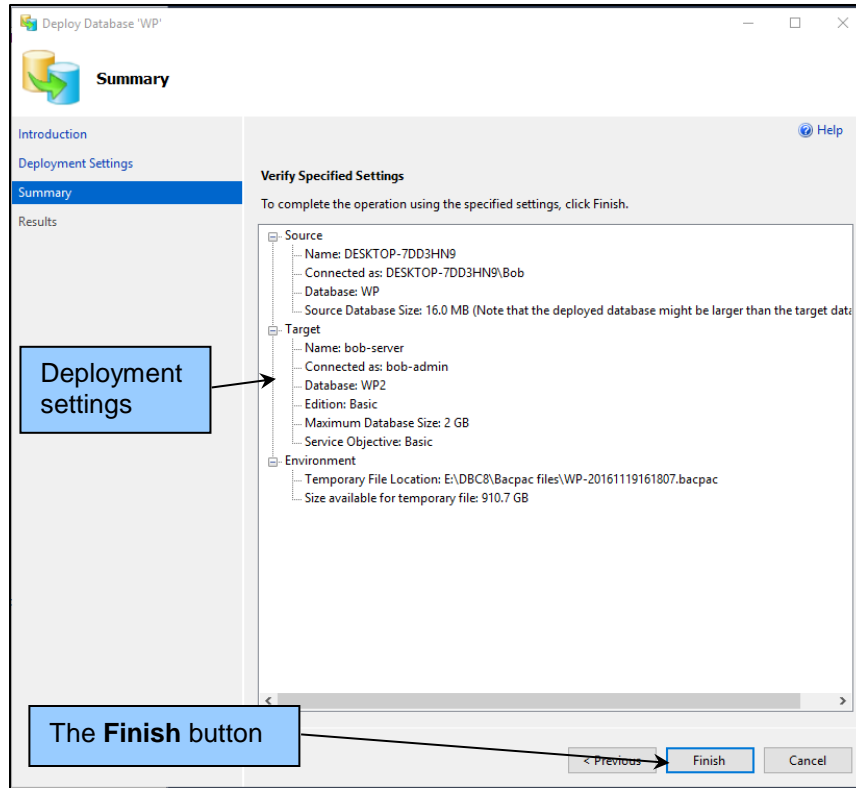 Deploy Database 'WP'
Summary
Help
Introduction
Deployment Settings
Summary
Results
Verify Specified Settings
To complete the operation using the specified settings, click Finish.
Source
Name: DESKTOP-7DD3HN9
Connected as: DESKTOP-7DD3HN9\Bob
Database: WP
Source Database Size: 16.0 MB (Note that the deployed database might be larger than the target data
Target
Name: bob-server
Connected as: bob-admin
Database: WP2
Edition: Basic
Maximum Database Size: 2 GB
Service Objective: Basic
Environment
Temporary File Location: E:\DBC8\Bacpac files\WP-20161119161807.bacpac
Size available for temporary file: 910.7 GB
Deployment
settings
The Finish button
< Previous
Finish
Cancel